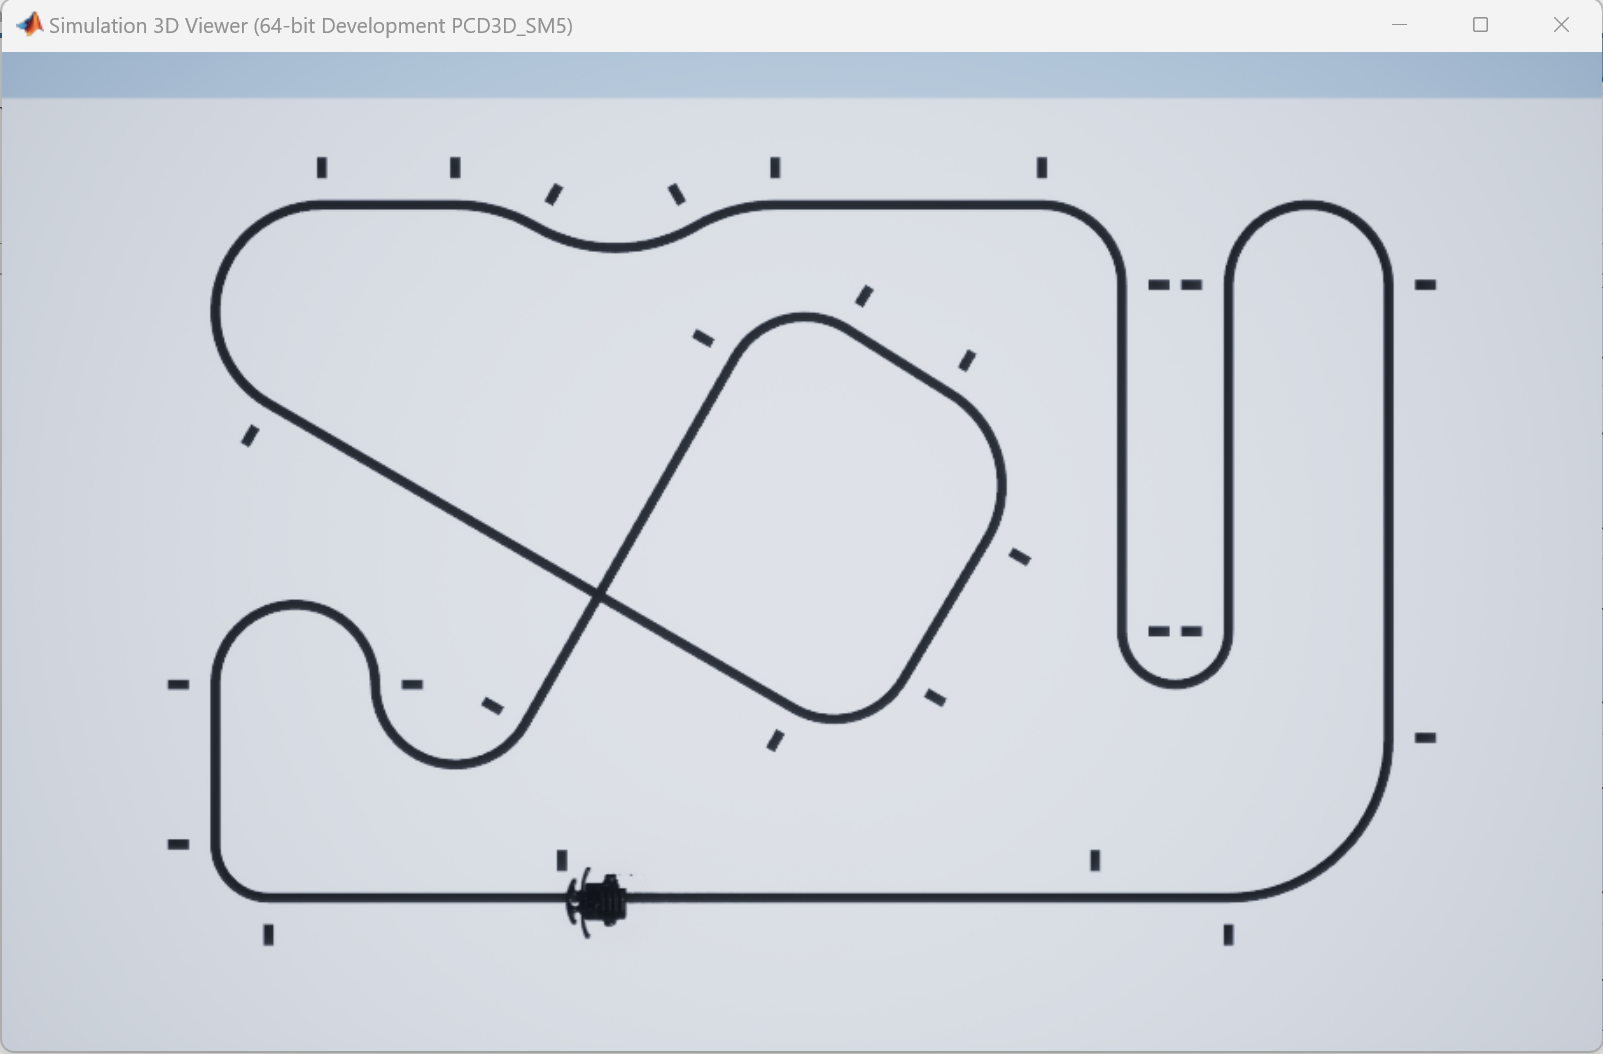 Simulation 3D Viewer (64-bit Development PCD3D_SM5)